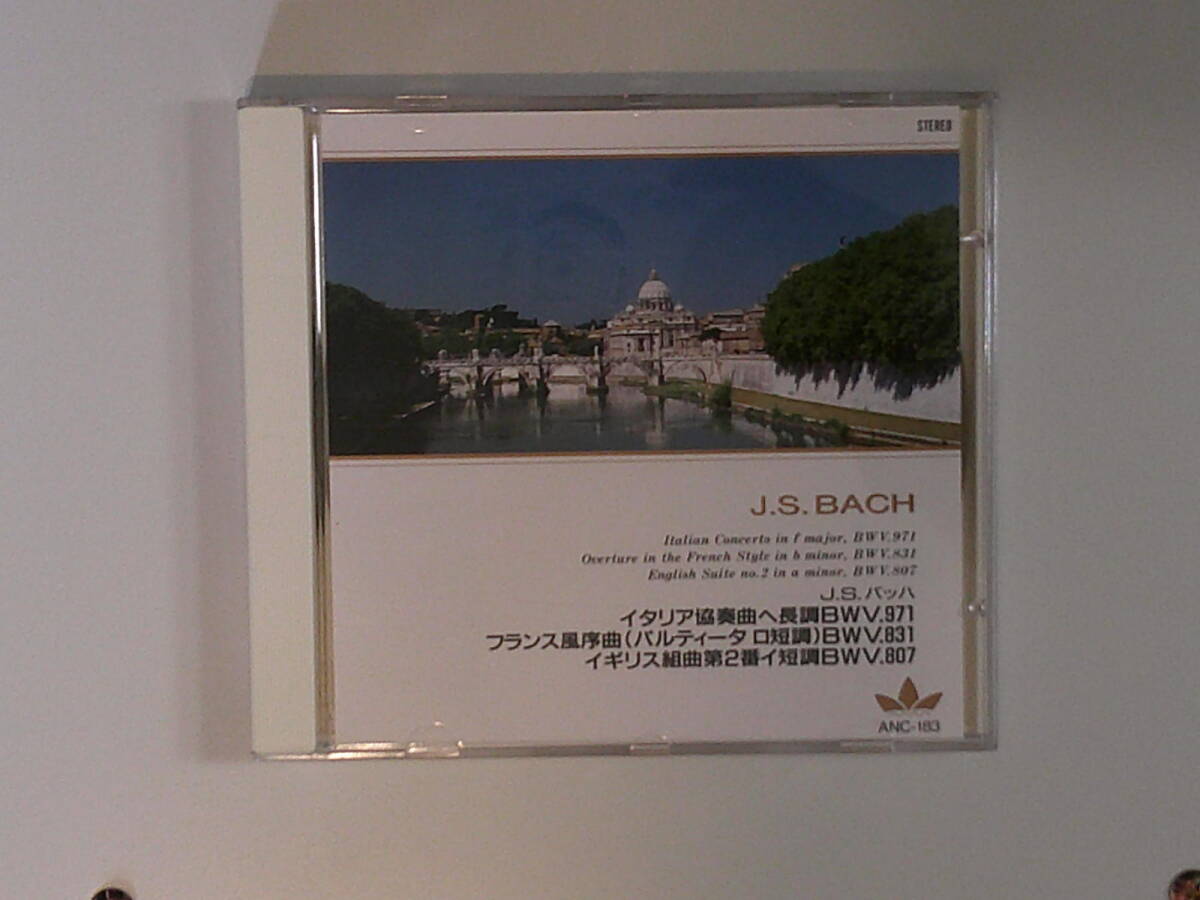 STEREO
J.S. BACH
Italian Concerto in f major, BWV.971
Overture in the French Style in b minor, BWV.831
English Suite no.2 in a minor, BWV.807
J.S.バッハ
イタリア協奏曲ヘ長調BWV.971
フランス風序曲(パルティータ ロ短調)BWV.831
イギリス組曲第2番イ短調BWV.807
ANC-183